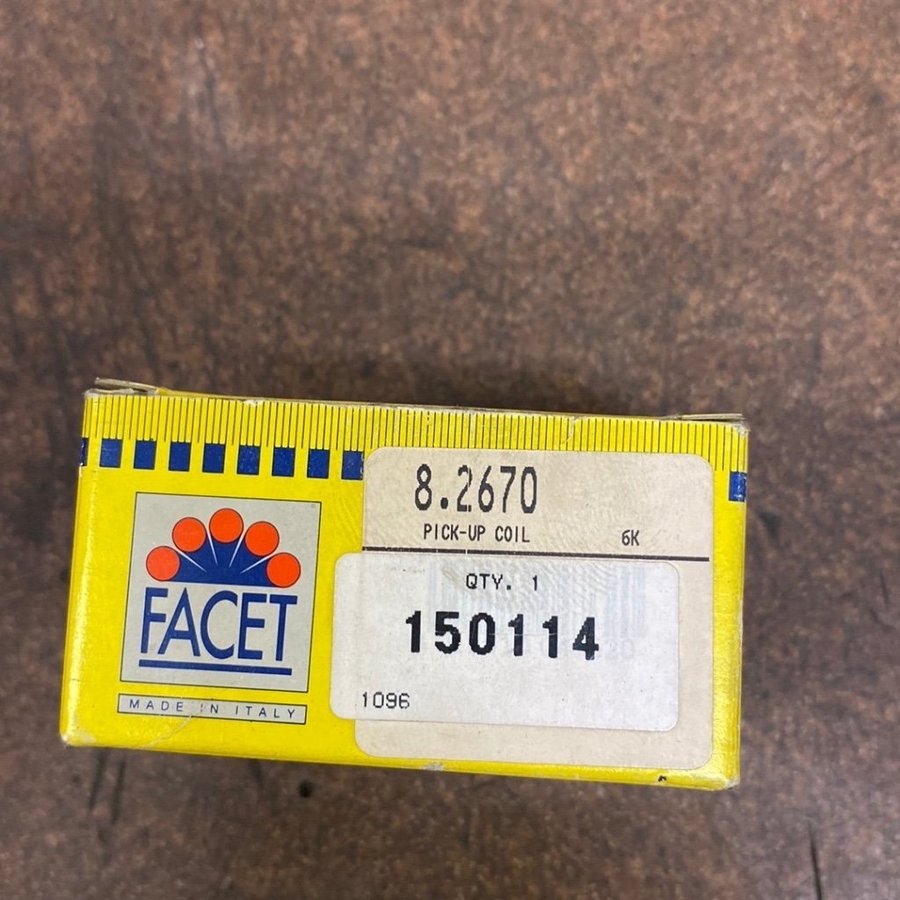 8.2670
PICK-UP COIL 6K
QTY. 1
150114
1096
FACET
MADE IN ITALY